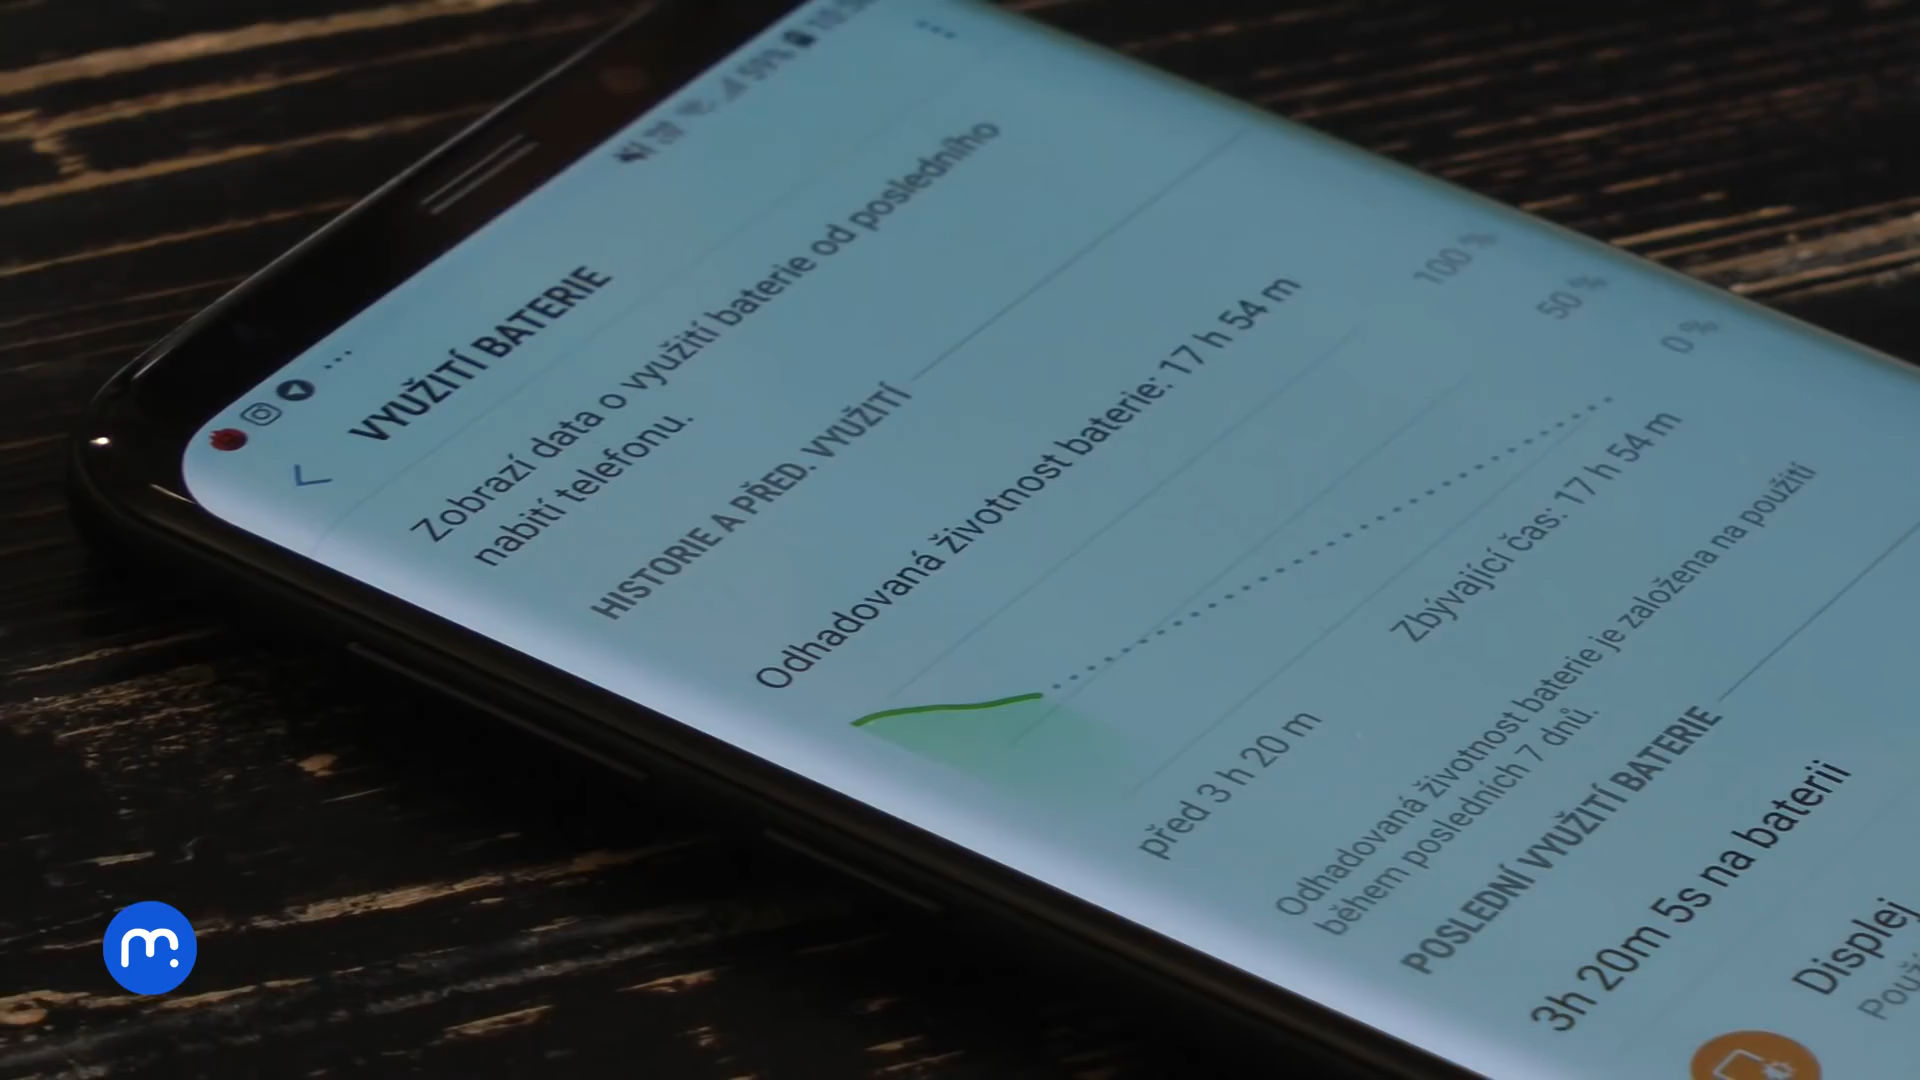 59%
VYUŽITÍ BATERIE
Zobrazí data o využití baterie od posledního
nabití telefonu.
HISTORIE A PŘED. VYUŽITÍ
Odhadovaná životnost baterie: 17 h 54 m
100 %
50 %
0 %
před 3 h 20 m
Zbývající čas: 17 h 54 m
Odhadovaná životnost baterie je založena na použití
během posledních 7 dnů.
POSLEDNÍ VYUŽITÍ BATERIE
3h 20m 5s na baterii
Displej
m.